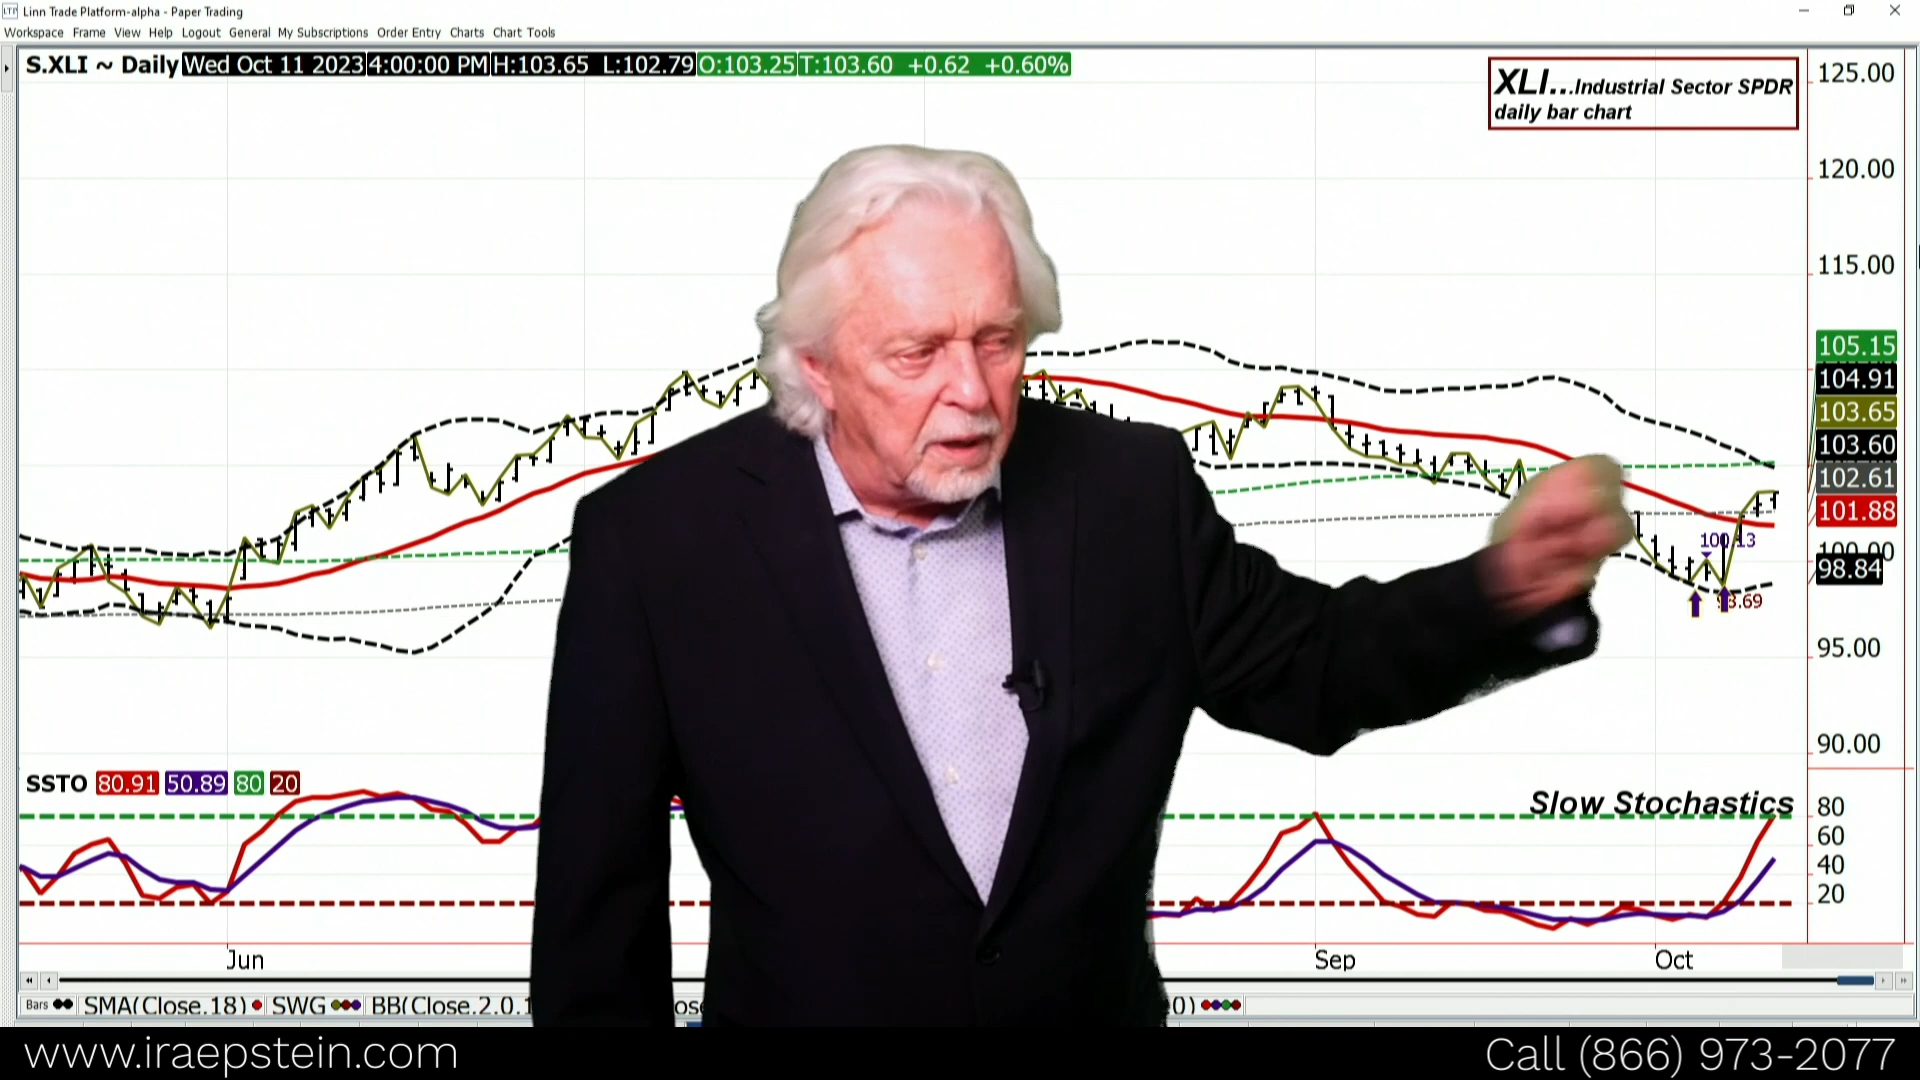 Linn Trade Platform-alpha - Paper Trading
Workspace Frame View Help Logout General My Subscriptions Order Entry Charts Chart Tools
S.XLI ~ Daily Wed Oct 11 2023 4:00:00 PM H:103.65 L:102.79 O:103.25 T:103.60 +0.62 +0.60%
XLI...Industrial Sector SPDR
daily bar chart
125.00
120.00
115.00
105.15
104.91
103.65
103.60
102.61
101.88
100.00
98.84
95.00
90.00
100.13
SSTO 80.91 50.89 80 20
Slow Stochastics
80
60
40
20
Jun Sep Oct
Bars SMA(Close,18) SWG BB(Close,2.0,1
www.iraepstein.com Call (866) 973-2077